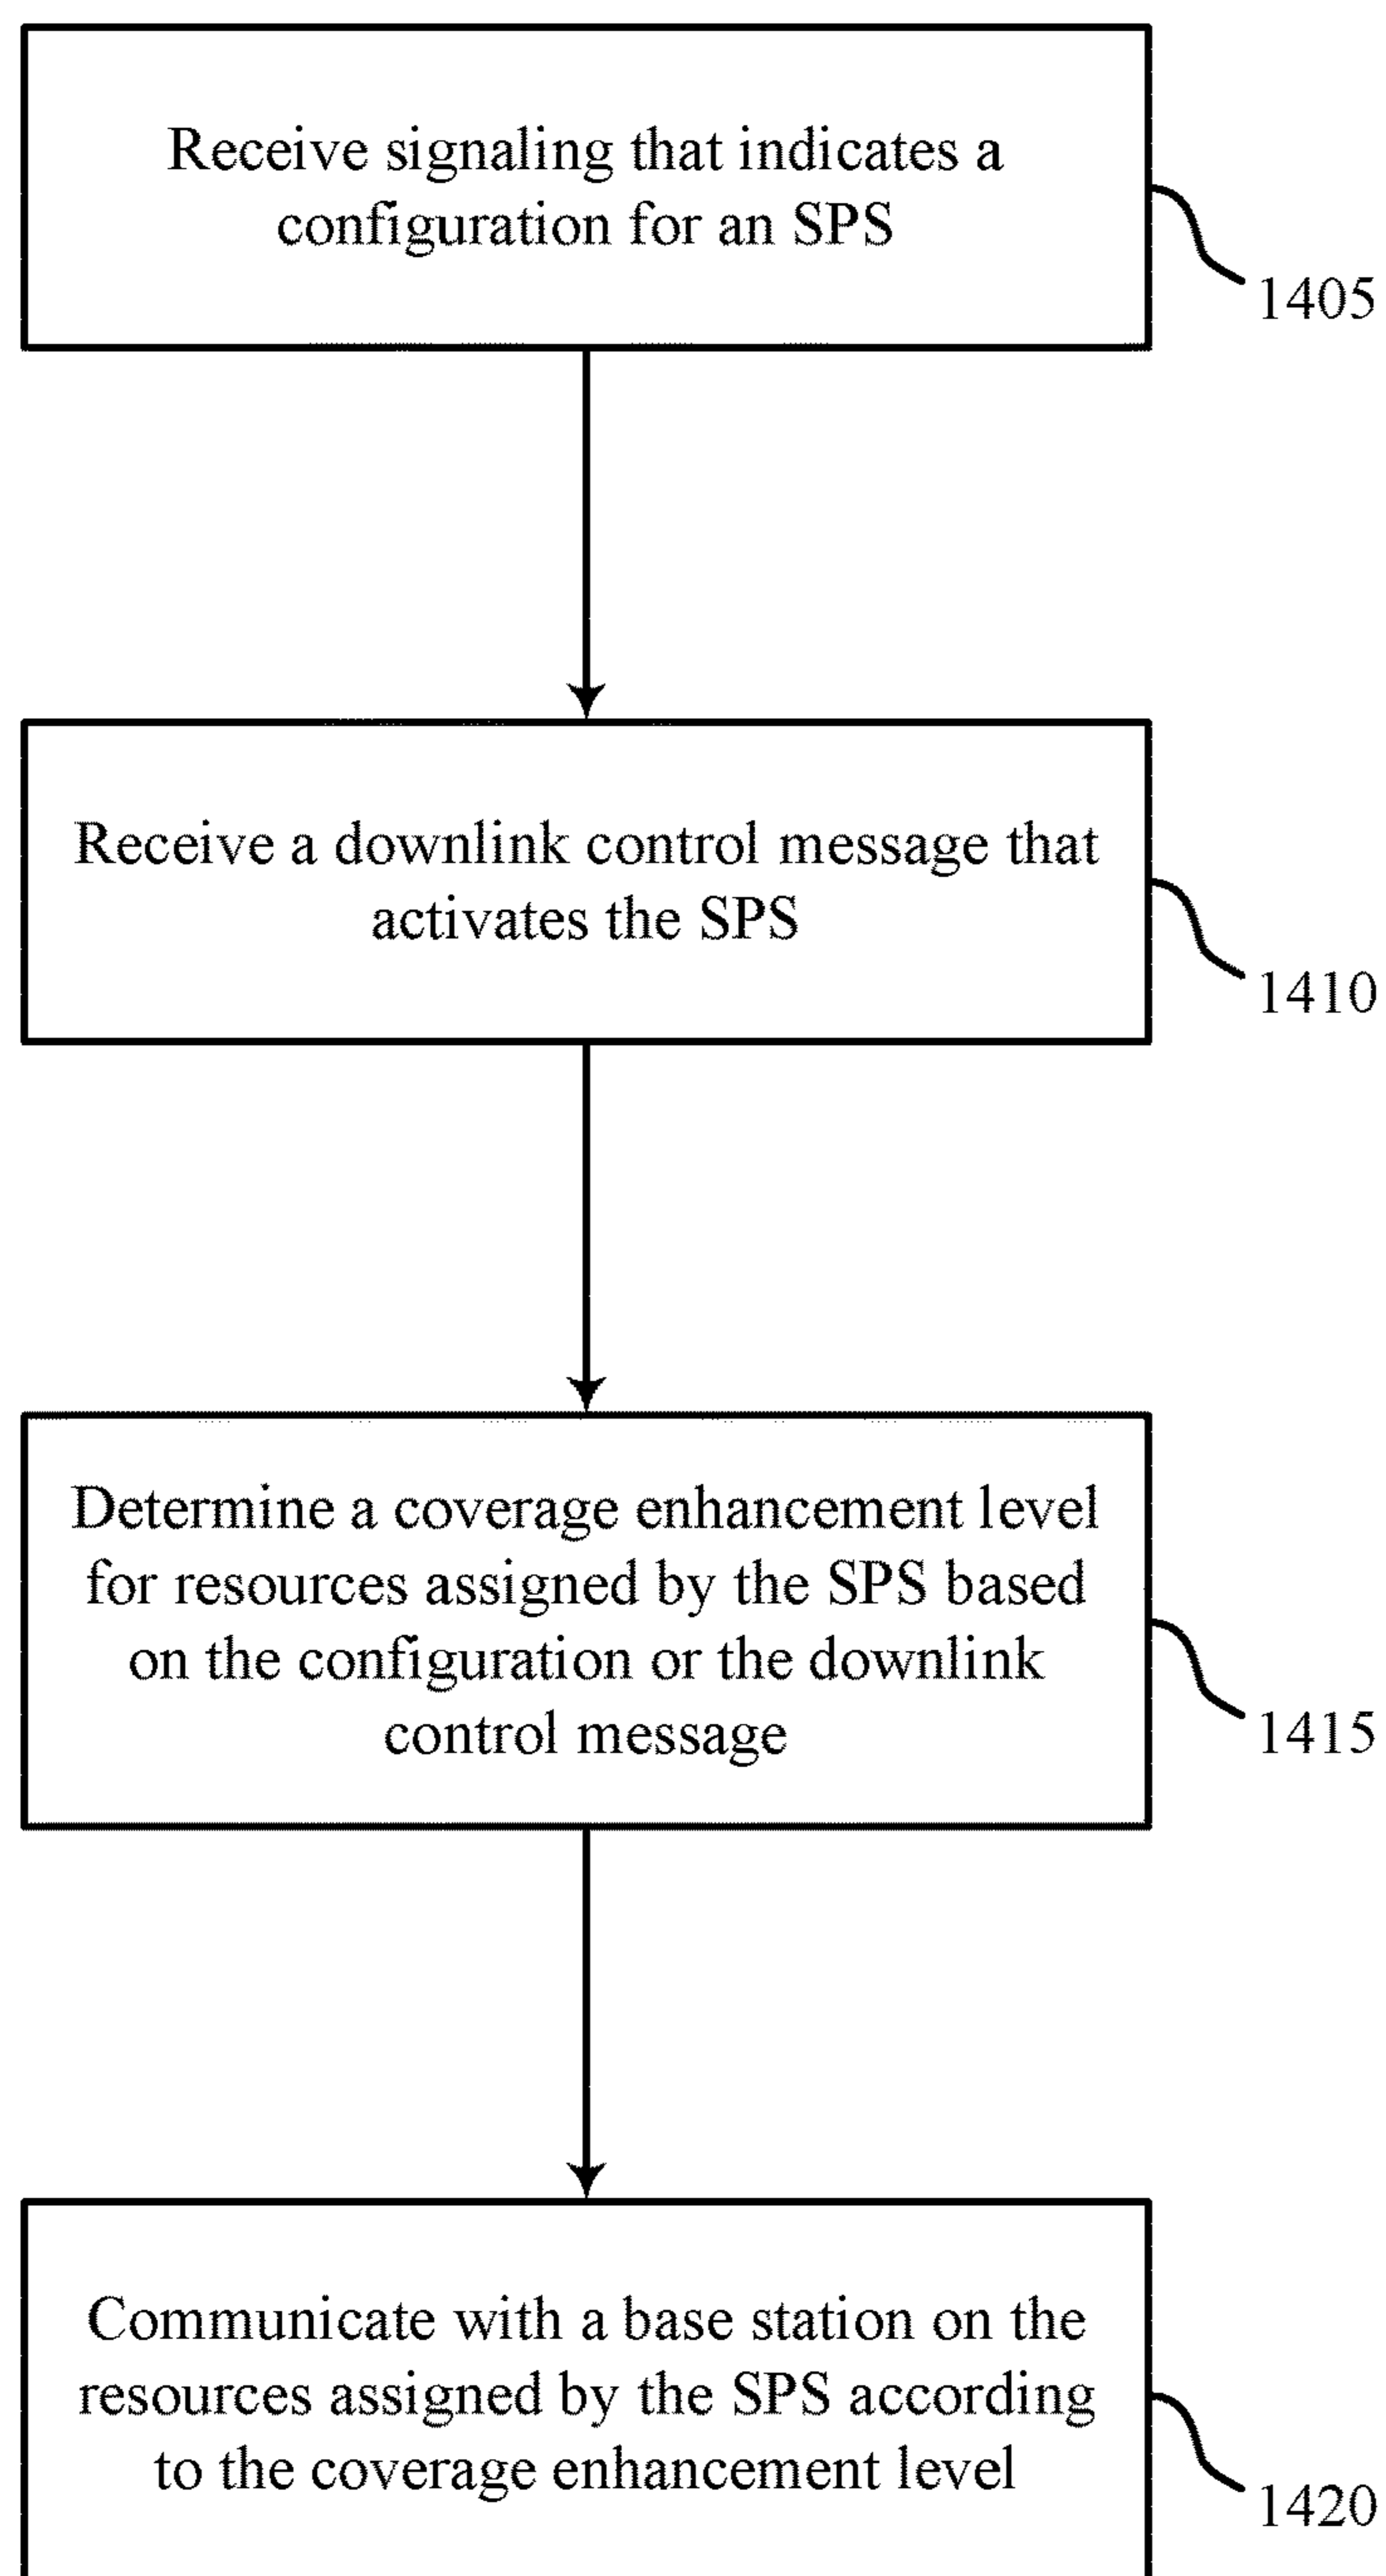 Receive signaling that indicates a
configuration for an SPS
1405
Receive a downlink control message that
activates the SPS
1410
Determine a coverage enhancement level
for resources assigned by the SPS based
on the configuration or the downlink
control message
1415
Communicate with a base station on the
resources assigned by the SPS according
to the coverage enhancement level
1420